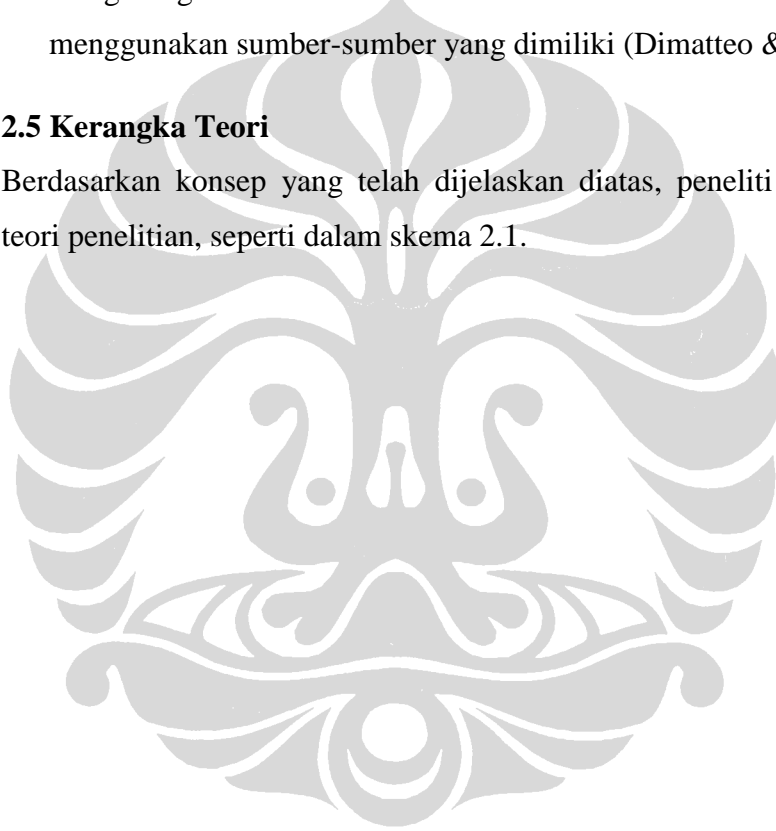 menggunakan sumber-sumber yang dimiliki (Dimatteo &
2.5 Kerangka Teori
Berdasarkan konsep yang telah dijelaskan diatas, peneliti
teori penelitian, seperti dalam skema 2.1.